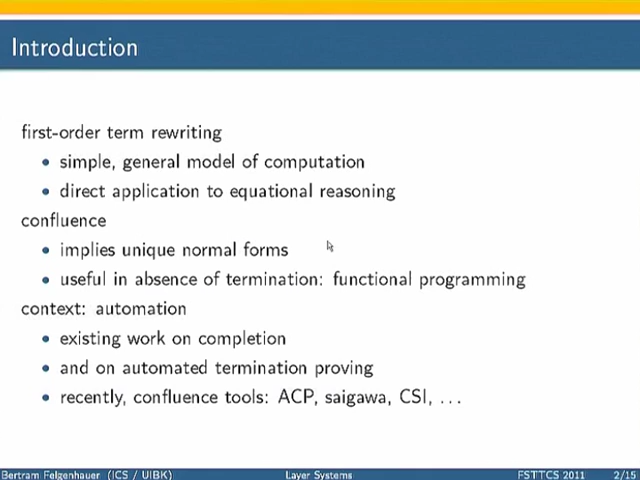 Introduction
first-order term rewriting
• simple, general model of computation
• direct application to equational reasoning
confluence
• implies unique normal forms
• useful in absence of termination: functional programming
context: automation
• existing work on completion
• and on automated termination proving
• recently, confluence tools: ACP, saigawa, CSI, ...
Bertram Felgenhauer (ICS / UIBK) Layer Systems FSTTCS 2011 2/15